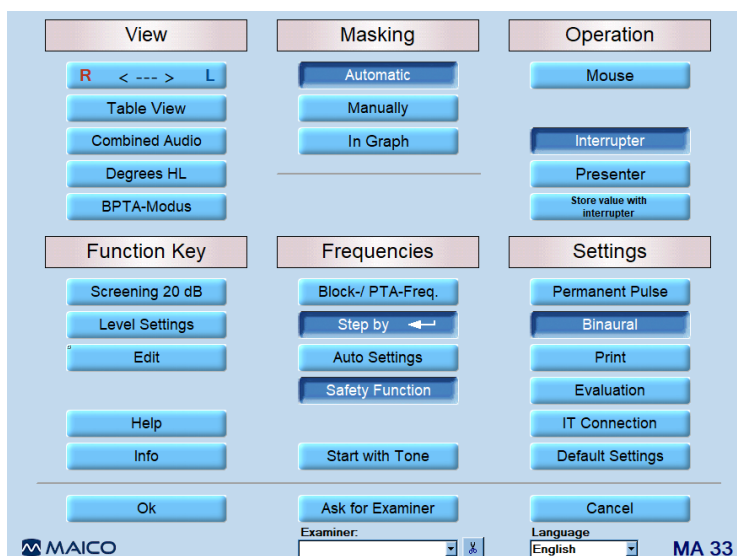 View
Masking
Operation
R < --- > L
Automatic
Mouse
Table View
Manually
Combined Audio
In Graph
Interrupter
Degrees HL
Presenter
BPTA-Modus
Store value with
interrupter
Function Key
Frequencies
Settings
Screening 20 dB
Block-/ PTA-Freq.
Permanent Pulse
Level Settings
Step by
Binaural
Edit
Auto Settings
Print
Safety Function
Evaluation
Help
IT Connection
Info
Start with Tone
Default Settings
Ok
Ask for Examiner
Cancel
Examiner:
Language
English
MAICO
MA 33